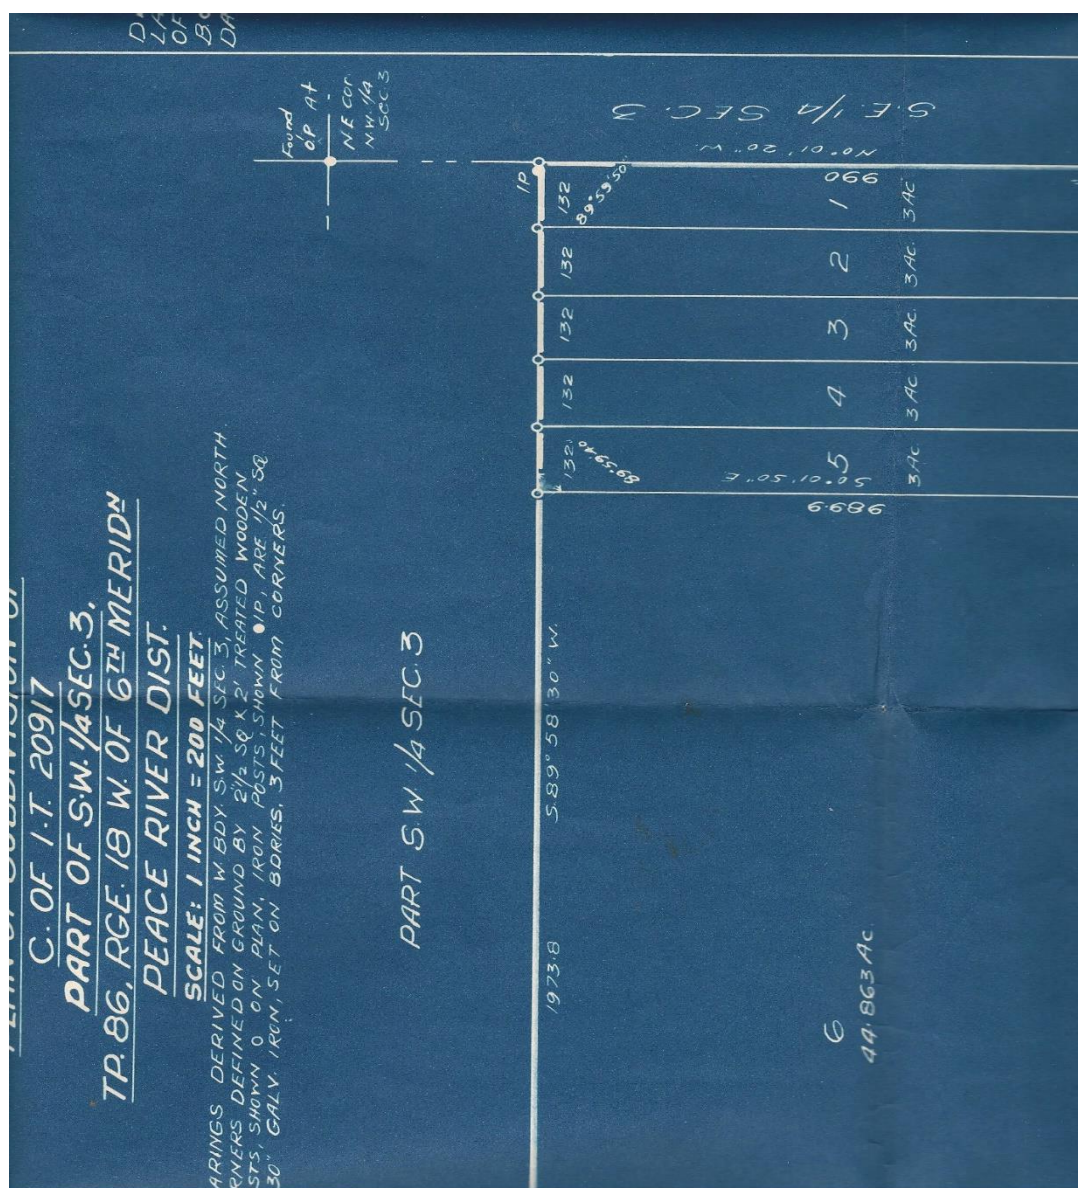 C. OF I.T. 20917
PART OF S.W. 1/4 SEC. 3,
TP. 86, RGE. 18 W. OF 6TH MERIDN
PEACE RIVER DIST.
SCALE: 1 INCH = 200 FEET.
ARINGS DERIVED FROM W BDY. S.W. 1/4 SEC. 3, ASSUMED NORTH.
RNERS DEFINED ON GROUND BY 2 1/2" SQ X 2' TREATED WOODEN
STS, SHOWN O ON PLAN, IRON POSTS, SHOWN ● IP, ARE 1/2" SQ
30" GALV. IRON, SET ON BDRIES. 3 FEET FROM CORNERS.
Found
O.P. At
N E Cor.
N.W. 1/4
SEC. 3
PART S.W 1/4 SEC. 3
IP
132
132
132
132
132
89°59'50"
89°59'40
S.89°58'30" W.
1973.8
S.E. 1/4 SEC. 3
N0°01'20" W.
990
1
3 Ac
2
3 Ac.
3
3 Ac.
4
3 Ac
5
3 Ac
S0°01'50" E
989.9
6
44.863 Ac.